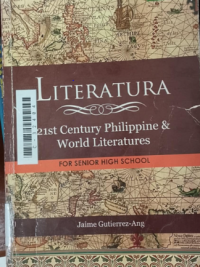 LITERATURA
21st Century Philippine &
World Literatures
FOR SENIOR HIGH SCHOOL
Jaime Gutierrez-Ang